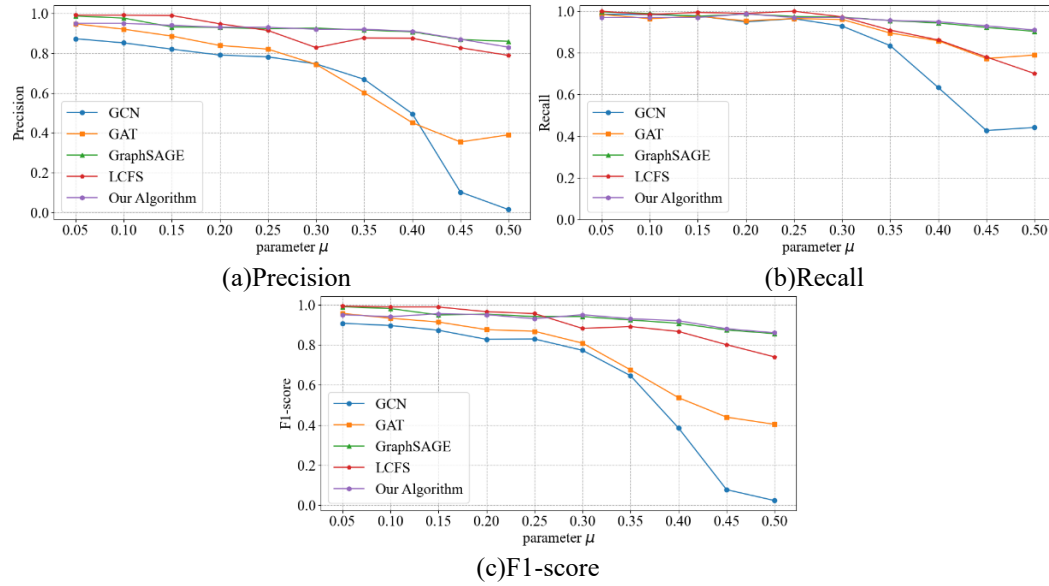 Precision
1.0
0.8
0.6
0.4
0.2
0.0
GCN
GAT
GraphSAGE
LCFS
Our Algorithm
0.05 0.10 0.15 0.20 0.25 0.30 0.35 0.40 0.45 0.50
parameter μ
(a)Precision
Recall
1.0
0.8
0.6
0.4
0.2
0.0
GCN
GAT
GraphSAGE
LCFS
Our Algorithm
0.05 0.10 0.15 0.20 0.25 0.30 0.35 0.40 0.45 0.50
parameter μ
(b)Recall
F1-score
1.0
0.8
0.6
0.4
0.2
0.0
GCN
GAT
GraphSAGE
LCFS
Our Algorithm
0.05 0.10 0.15 0.20 0.25 0.30 0.35 0.40 0.45 0.50
parameter μ
(c)F1-score